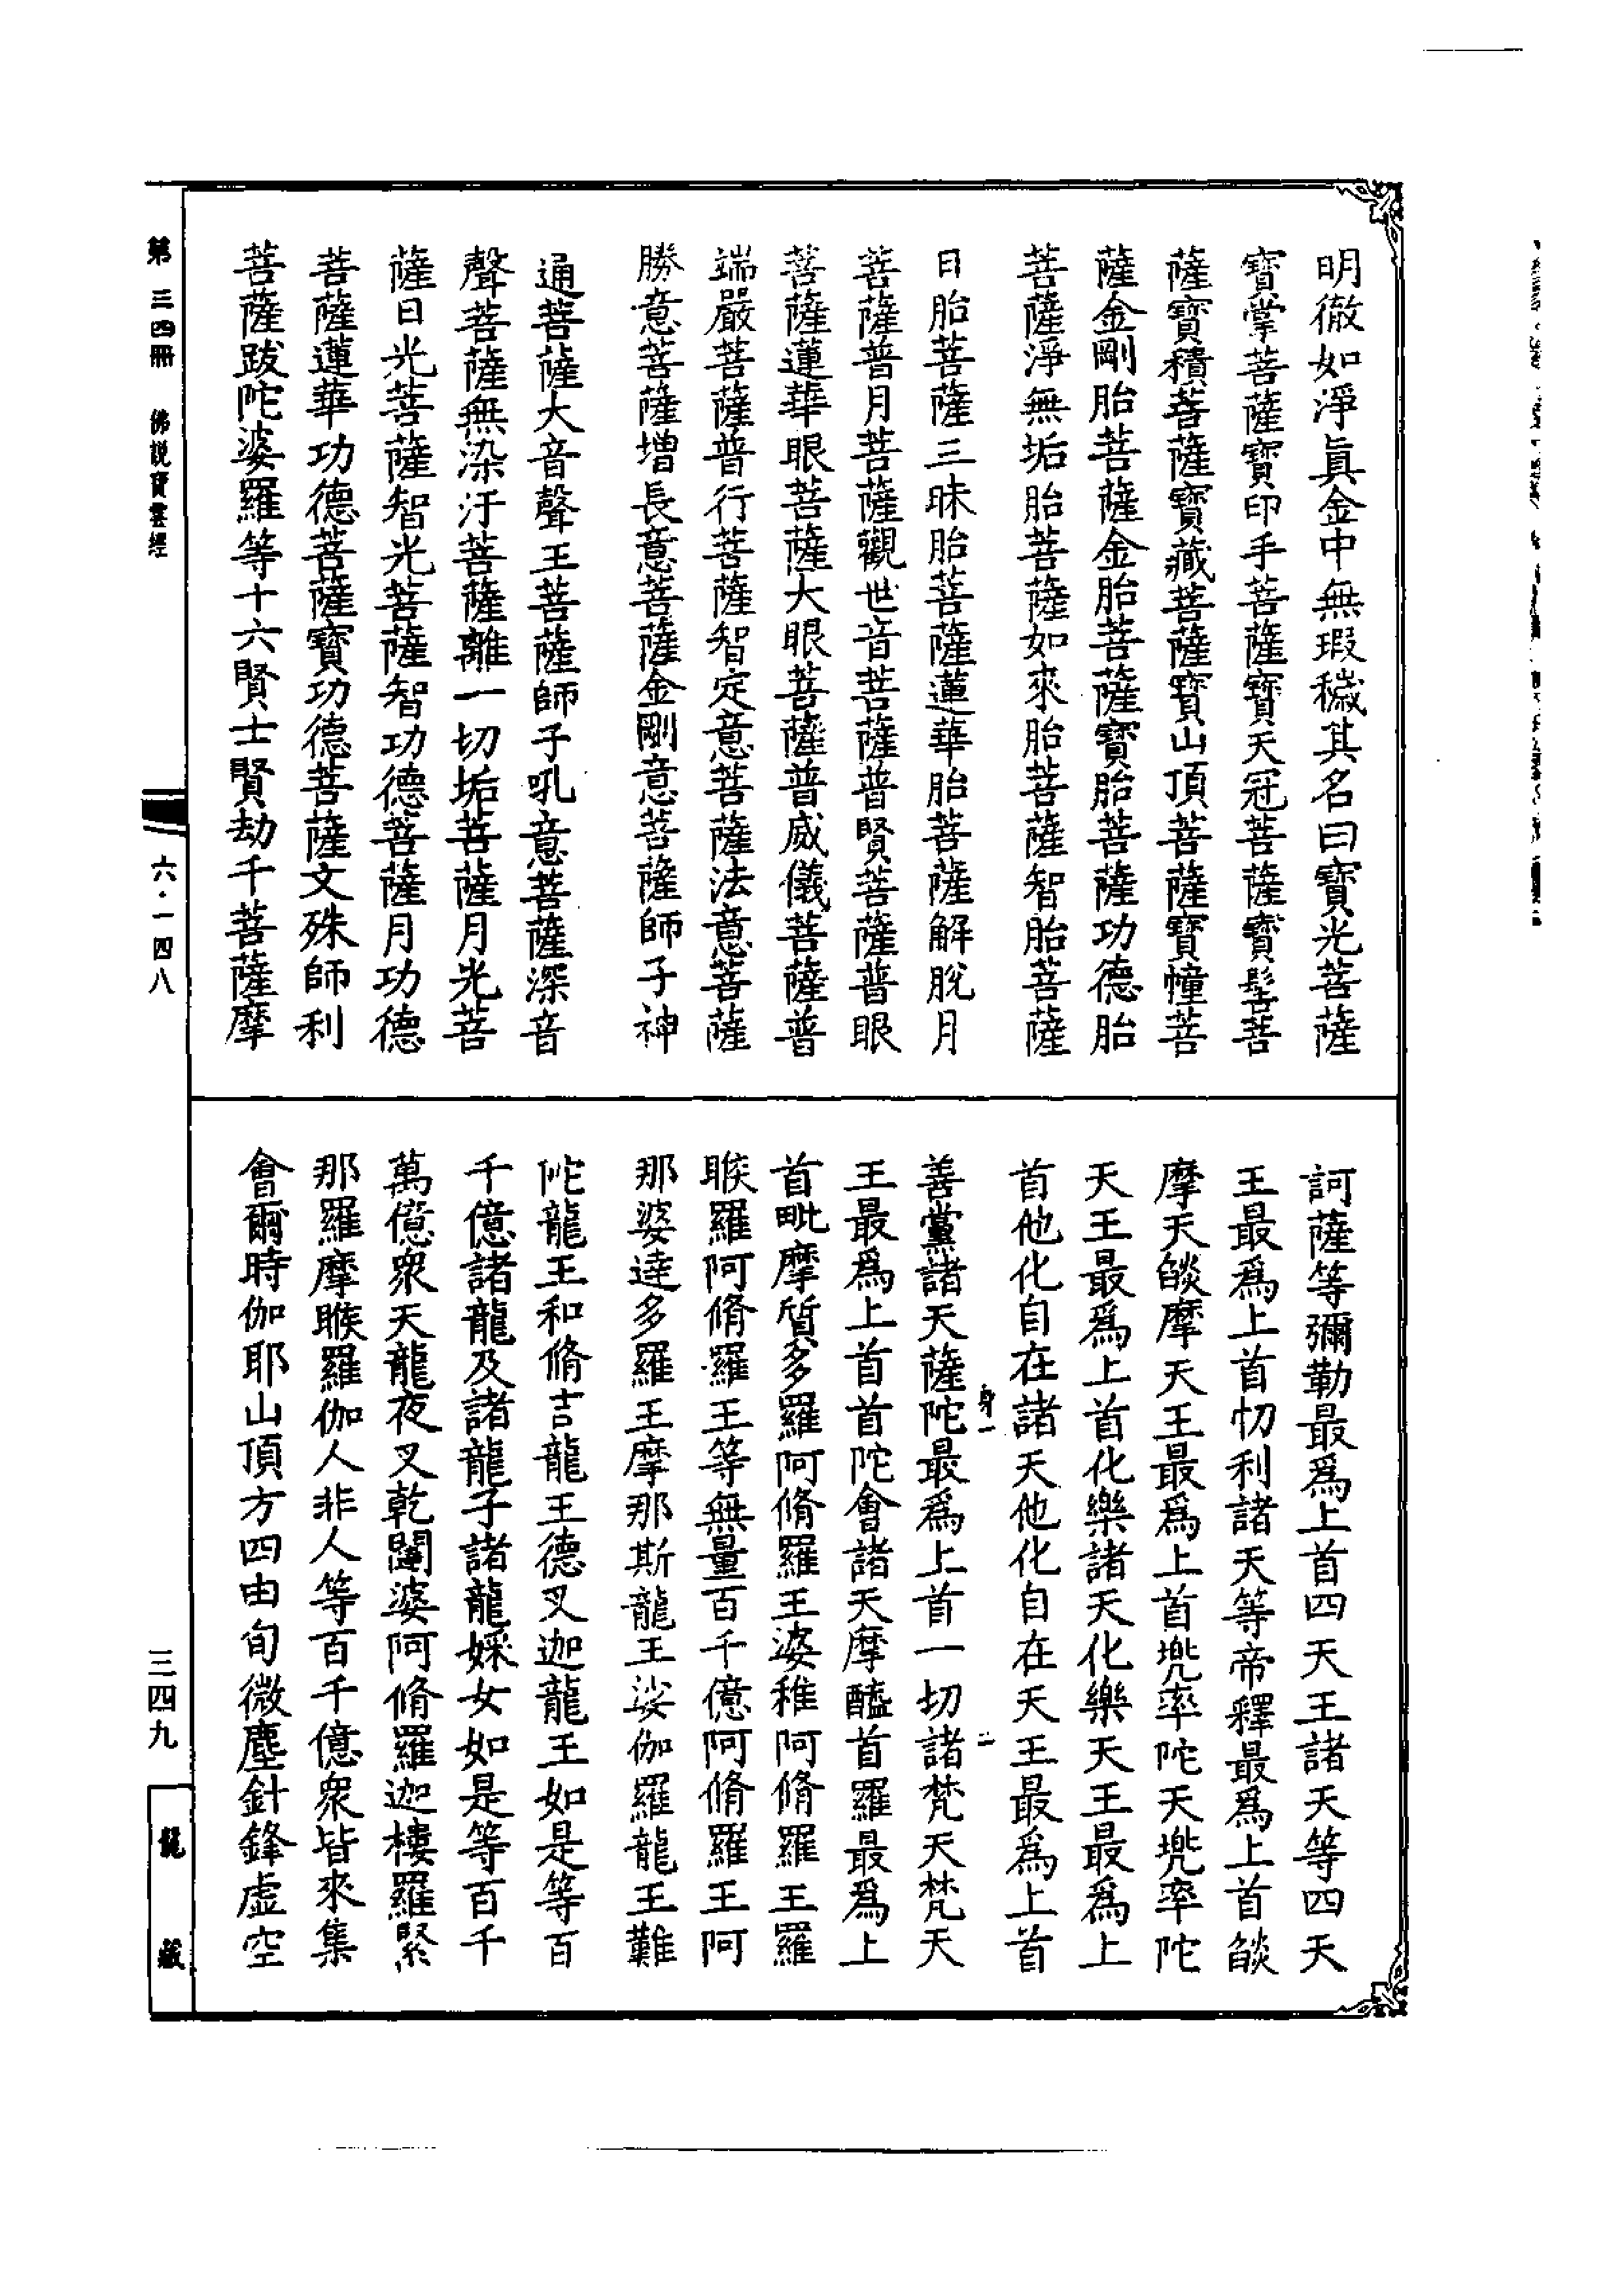 明徹如淨眞金中無瑕穢其名曰寶光菩薩
寶掌菩薩寶印手菩薩寶天冠菩薩寶髻菩
薩寶積菩薩寶藏菩薩寶山頂菩薩寶幢菩
薩金剛胎菩薩金胎菩薩寶胎菩薩功德胎
菩薩淨無垢胎菩薩如來胎菩薩智胎菩薩
日胎菩薩三昧胎菩薩蓮華胎菩薩解脫月
菩薩普月菩薩觀世音菩薩普賢菩薩普眼
菩薩蓮華眼菩薩大眼菩薩普威儀菩薩普
端嚴菩薩普行菩薩智定意菩薩法意菩薩
勝意菩薩增長意菩薩金剛意菩薩師子神
通菩薩大音聲王菩薩師子吼意菩薩深音
聲菩薩無染汙菩薩離一切垢菩薩月光菩
薩日光菩薩智光菩薩智功德菩薩月功德
菩薩蓮華功德菩薩寶功德菩薩文殊師利
菩薩跋陀婆羅等十六賢士賢劫千菩薩摩
訶薩等彌勒最爲上首四天王諸天等四天
王最爲上首忉利諸天等帝釋最爲上首燄
摩天燄摩天王最爲上首兜率陀天兜率陀
天王最爲上首化樂諸天化樂天王最爲上
首他化自在諸天他化自在天王最爲上首
善黨諸天薩陀最爲上首一切諸梵天梵天
身一
二
王最爲上首首陀會諸天摩醯首羅最爲上
首毗摩質多羅阿脩羅王婆稚阿脩羅王羅
睺羅阿脩羅王等無量百千億阿脩羅王阿
那婆達多羅王摩那斯龍王娑伽羅龍王難
陀龍王和脩吉龍王德叉迦龍王如是等百
千億諸龍及諸龍子諸龍婇女如是等百千
萬億衆天龍夜叉乾闥婆阿脩羅迦樓羅緊
那羅摩睺羅伽人非人等百千億衆皆來集
會爾時伽耶山頂方四由旬微塵針鋒虛空
第三四冊 佛説寶雲經
六·一四八
三四九
龍藏